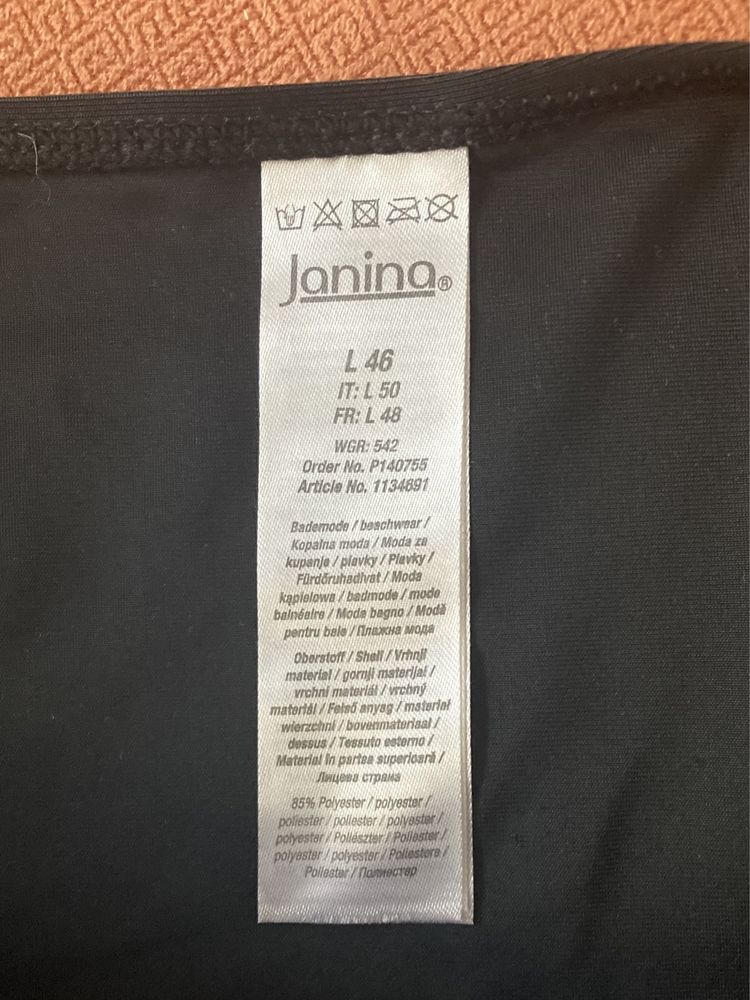 Janina®
L 46
IT: L 50
FR: L 48
WGR: 542
Order No. P140755
Article No. 1134691
Bademode / beachwear /
Kopalna moda / Moda za
kupanje / plavky / Plavky /
Fürdőruhadivat / Moda
kąpielowa / badmode / mode
balnéaire / Moda bagno / Modă
pentru baie / Плажна мода
Oberstoff / Shell / Vrhnji
material / gornji materijal /
vrchní materiál / vrchný
materiál / Felső anyag / materiał
wierzchni / bovenmateriaal /
dessus / Tessuto esterno /
Material în partea superioară /
Лицева страна
85% Polyester / polyester /
poliester / poliester / polyester /
polyester / Poliészter / Poliester /
polyester / polyester / Poliestere /
Poliester / Полиестер